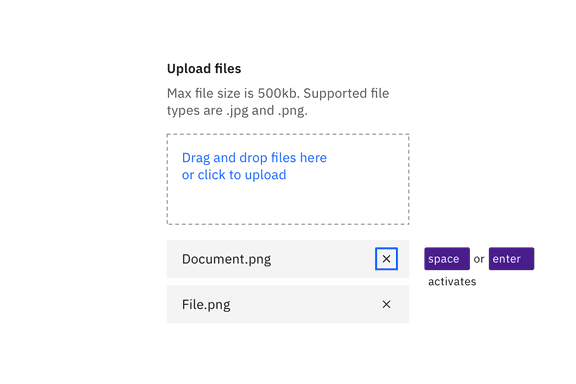 Upload files
Max file size is 500kb. Supported file
types are .jpg and .png.
Drag and drop files here
or click to upload
Document.png
space or enter
activates
File.png